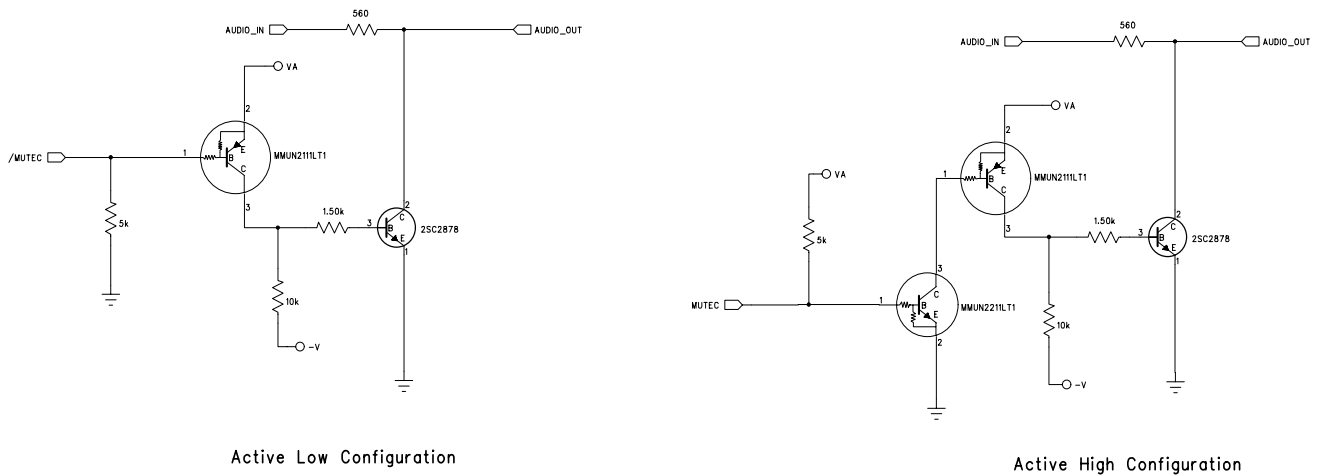 560
AUDIO_IN
AUDIO_OUT
VA
2
/MUTEC
1
E
B
C
MMUN2111LT1
3
5k
1.50k
3
B
C
E
2
1
2SC2878
10k
-V
Active Low Configuration
560
AUDIO_IN
AUDIO_OUT
VA
2
1
E
B
C
MMUN2111LT1
3
VA
5k
1.50k
3
B
C
E
2
1
2SC2878
MUTEC
1
3
C
B
E
MMUN2211LT1
2
10k
-V
Active High Configuration